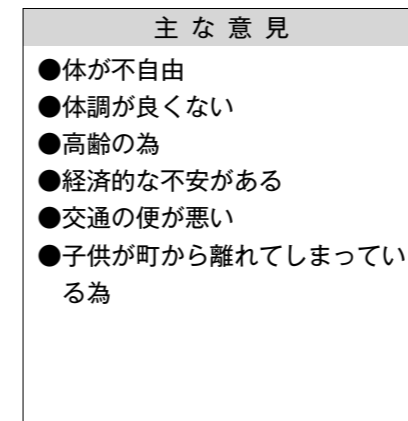 主な意見
●体が不自由
●体調が良くない
●高齢の為
●経済的な不安がある
●交通の便が悪い
●子供が町から離れてしまってい
る為